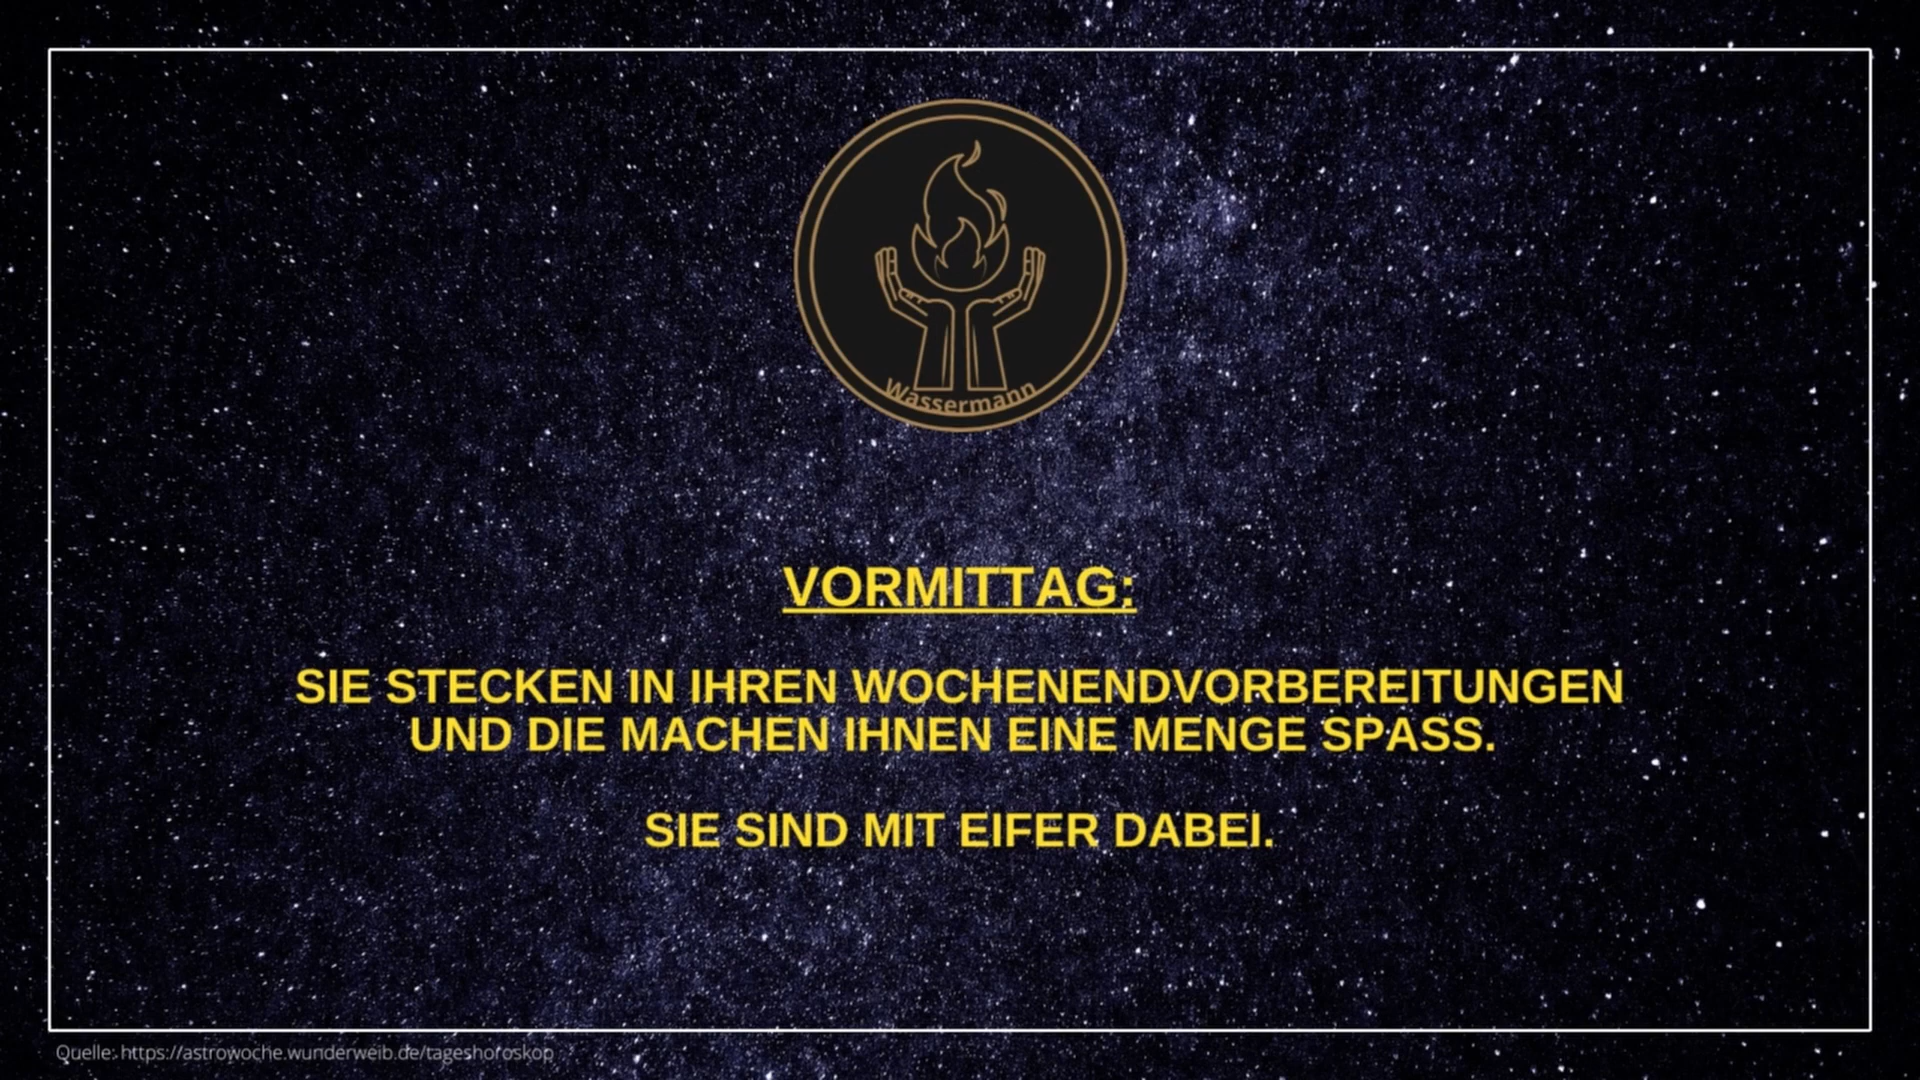 Wassermann
VORMITTAG:
SIE STECKEN IN IHREN WOCHENENDVORBEREITUNGEN
UND DIE MACHEN IHNEN EINE MENGE SPASS.
SIE SIND MIT EIFER DABEI.
Quelle: https://astrowoche.wunderweib.de/tageshoroskop